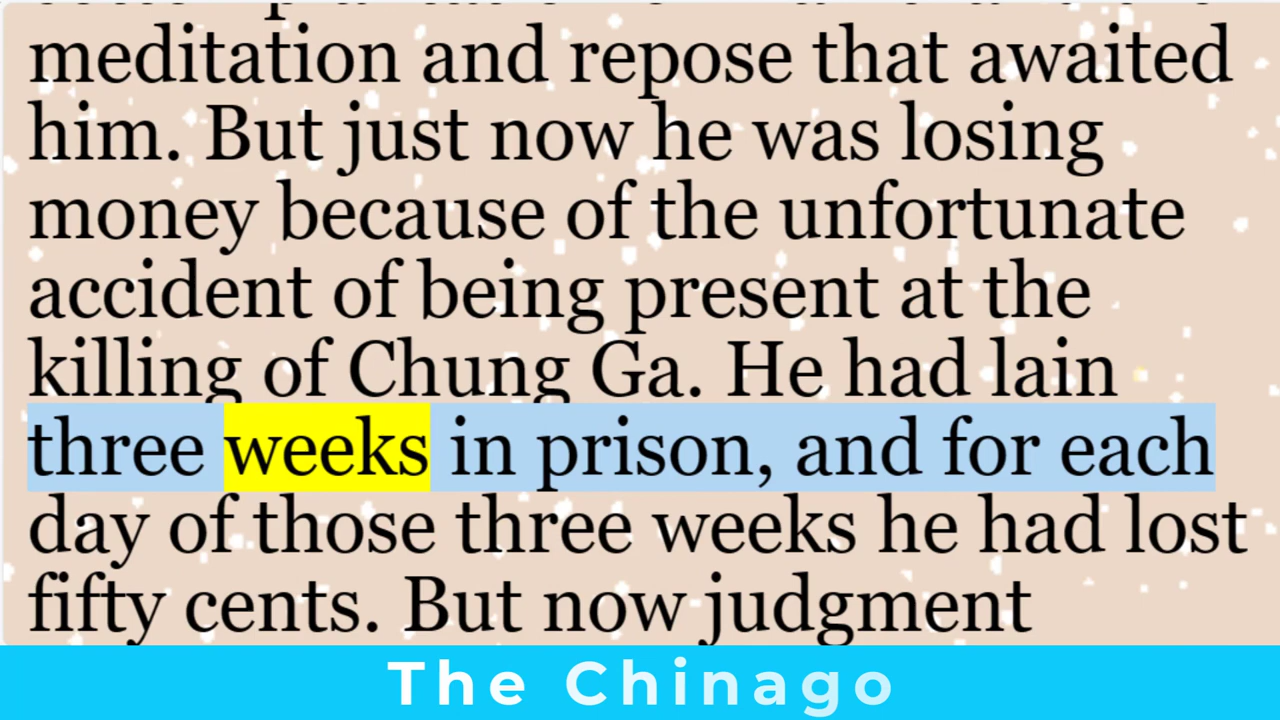 meditation and repose that awaited
him. But just now he was losing
money because of the unfortunate
accident of being present at the
killing of Chung Ga. He had lain
three weeks in prison, and for each
day of those three weeks he had lost
fifty cents. But now judgment
The Chinago